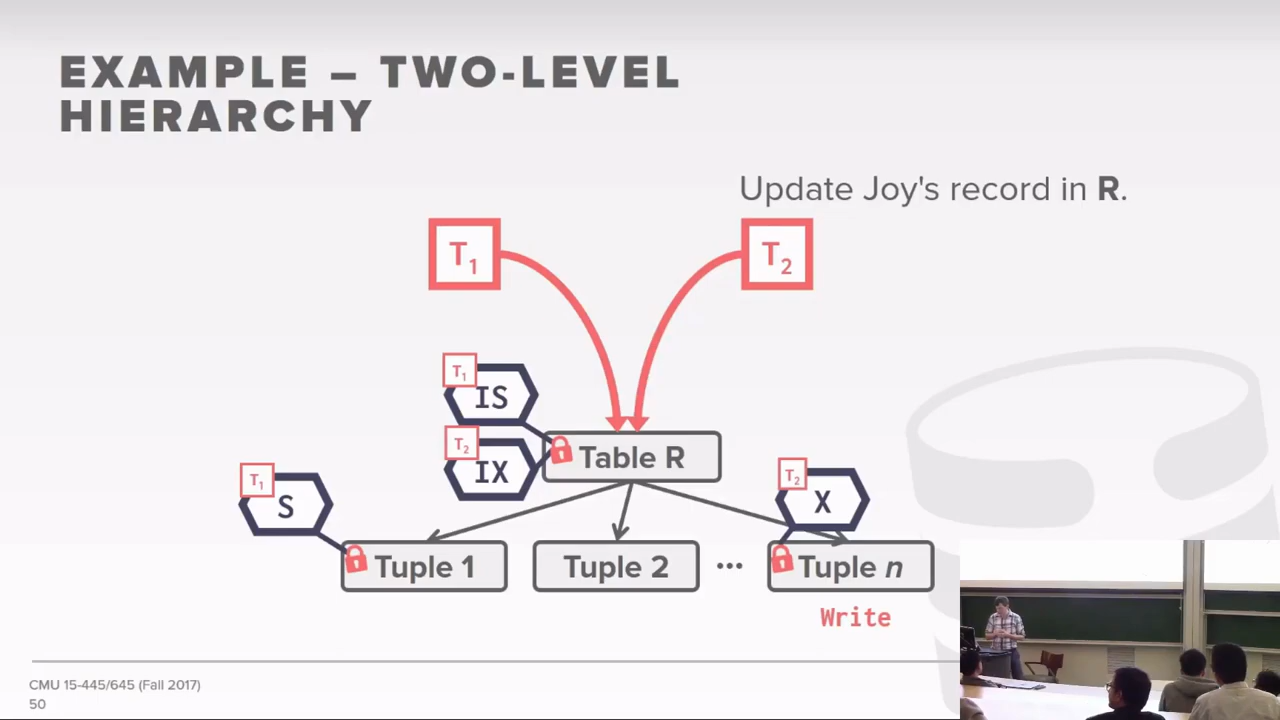 EXAMPLE – TWO-LEVEL
HIERARCHY
Update Joy's record in R.
T1
T2
T1
IS
T2
IX
Table R
T1
S
T2
X
Tuple 1
Tuple 2
...
Tuple n
Write
CMU 15-445/645 (Fall 2017)
50